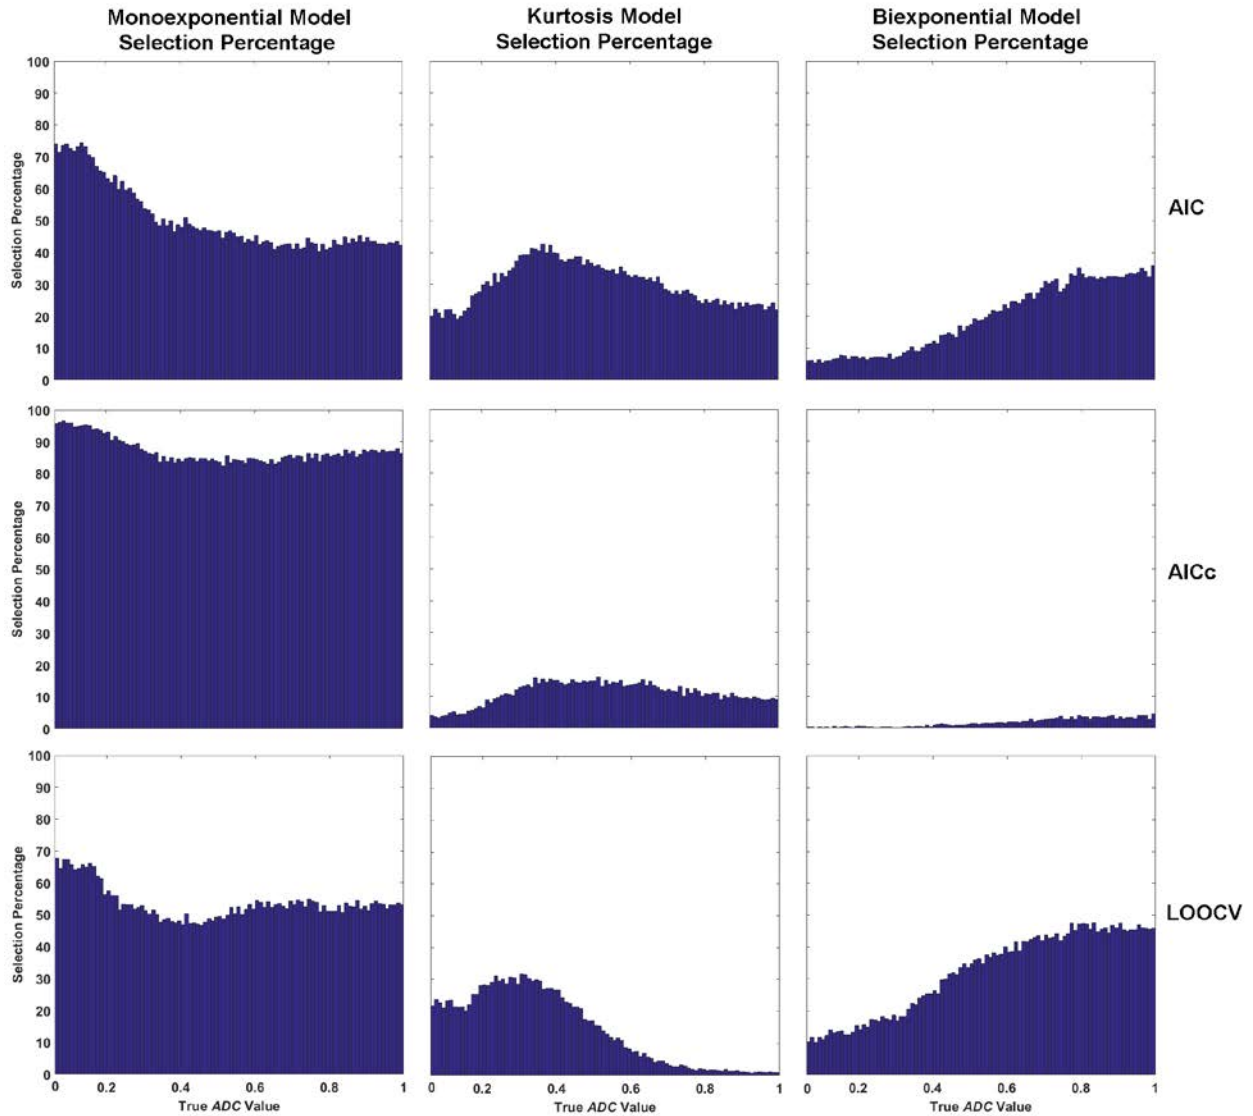 Monoexponential Model
Selection Percentage
Kurtosis Model
Selection Percentage
Biexponential Model
Selection Percentage
100
90
80
70
60
50
40
30
20
10
0
Selection Percentage
AIC
100
90
80
70
60
50
40
30
20
10
0
Selection Percentage
AICc
100
90
80
70
60
50
40
30
20
10
0
Selection Percentage
LOOCV
0 0.2 0.4 0.6 0.8 1
0 0.2 0.4 0.6 0.8 1
0 0.2 0.4 0.6 0.8 1
True ADC Value
True ADC Value
True ADC Value